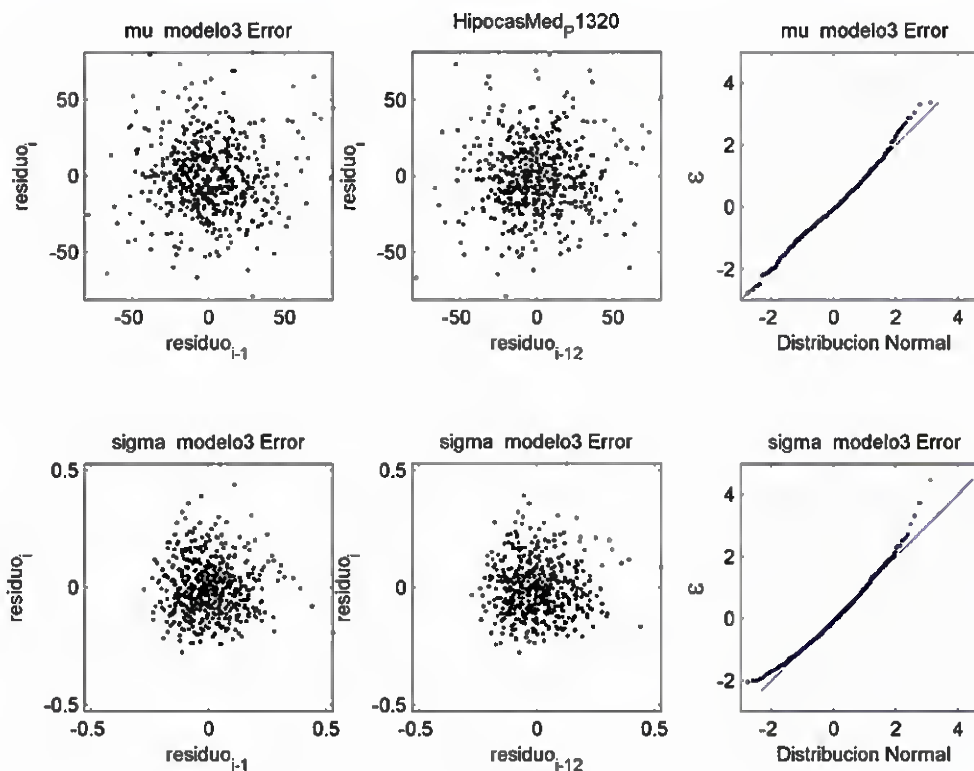 mu modelo3 Error
HipocasMed_P1320
mu modelo3 Error
50
0
-50
residuo_i
-50 0 50
residuo_i-1
50
0
-50
residuo_i
-50 0 50
residuo_i-12
4
2
0
-2
ε
-2 0 2 4
Distribucion Normal
sigma modelo3 Error
sigma modelo3 Error
sigma modelo3 Error
0.5
0
-0.5
residuo_i
-0.5 0 0.5
residuo_i-1
0.5
0
-0.5
residuo_i
-0.5 0 0.5
residuo_i-12
4
2
0
-2
ε
-2 0 2 4
Distribucion Normal